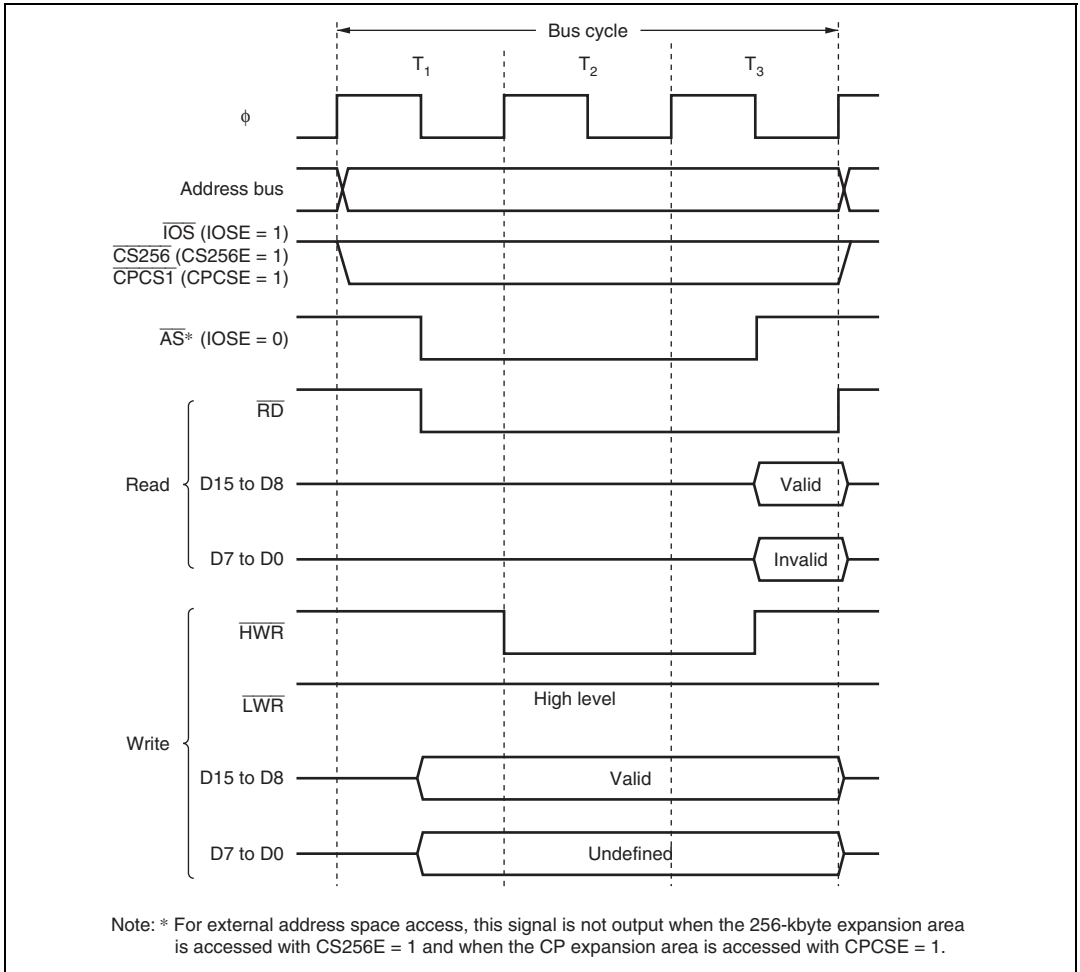 Bus cycle
T1
T2
T3
ϕ
Address bus
IOS (IOSE = 1)
CS256 (CS256E = 1)
CPCS1 (CPCSE = 1)
AS* (IOSE = 0)
RD
Read
D15 to D8
Valid
D7 to D0
Invalid
HWR
LWR
High level
Write
D15 to D8
Valid
D7 to D0
Undefined
Note: * For external address space access, this signal is not output when the 256-kbyte expansion area
is accessed with CS256E = 1 and when the CP expansion area is accessed with CPCSE = 1.